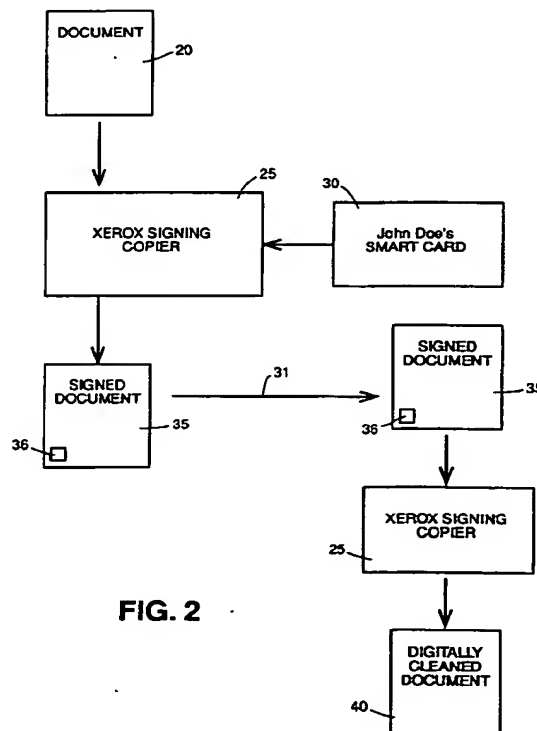 DOCUMENT
20
25
XEROX SIGNING
COPIER
30
John Doe's
SMART CARD
SIGNED
DOCUMENT
35
36
31
SIGNED
DOCUMENT
35
36
XEROX SIGNING
COPIER
25
FIG. 2
DIGITALLY
CLEANED
DOCUMENT
40